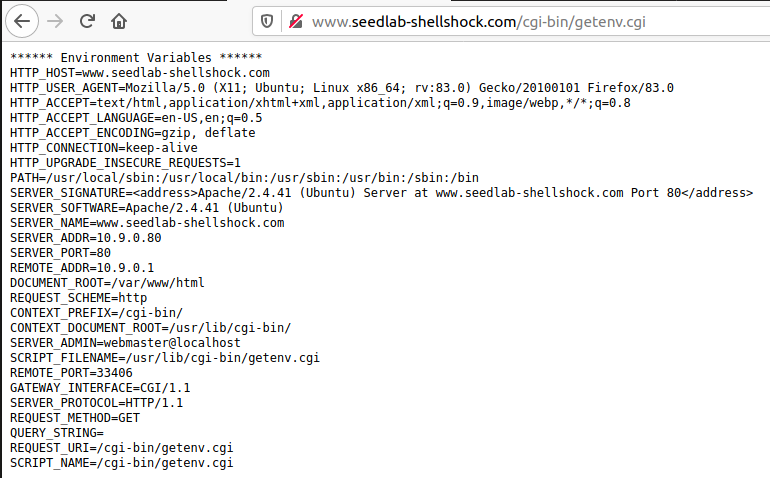 www.seedlab-shellshock.com/cgi-bin/getenv.cgi
****** Environment Variables ******
HTTP_HOST=www.seedlab-shellshock.com
HTTP_USER_AGENT=Mozilla/5.0 (X11; Ubuntu; Linux x86_64; rv:83.0) Gecko/20100101 Firefox/83.0
HTTP_ACCEPT=text/html,application/xhtml+xml,application/xml;q=0.9,image/webp,*/*;q=0.8
HTTP_ACCEPT_LANGUAGE=en-US,en;q=0.5
HTTP_ACCEPT_ENCODING=gzip, deflate
HTTP_CONNECTION=keep-alive
HTTP_UPGRADE_INSECURE_REQUESTS=1
PATH=/usr/local/sbin:/usr/local/bin:/usr/sbin:/usr/bin:/sbin:/bin
SERVER_SIGNATURE=<address>Apache/2.4.41 (Ubuntu) Server at www.seedlab-shellshock.com Port 80</address>
SERVER_SOFTWARE=Apache/2.4.41 (Ubuntu)
SERVER_NAME=www.seedlab-shellshock.com
SERVER_ADDR=10.9.0.80
SERVER_PORT=80
REMOTE_ADDR=10.9.0.1
DOCUMENT_ROOT=/var/www/html
REQUEST_SCHEME=http
CONTEXT_PREFIX=/cgi-bin/
CONTEXT_DOCUMENT_ROOT=/usr/lib/cgi-bin/
SERVER_ADMIN=webmaster@localhost
SCRIPT_FILENAME=/usr/lib/cgi-bin/getenv.cgi
REMOTE_PORT=33406
GATEWAY_INTERFACE=CGI/1.1
SERVER_PROTOCOL=HTTP/1.1
REQUEST_METHOD=GET
QUERY_STRING=
REQUEST_URI=/cgi-bin/getenv.cgi
SCRIPT_NAME=/cgi-bin/getenv.cgi